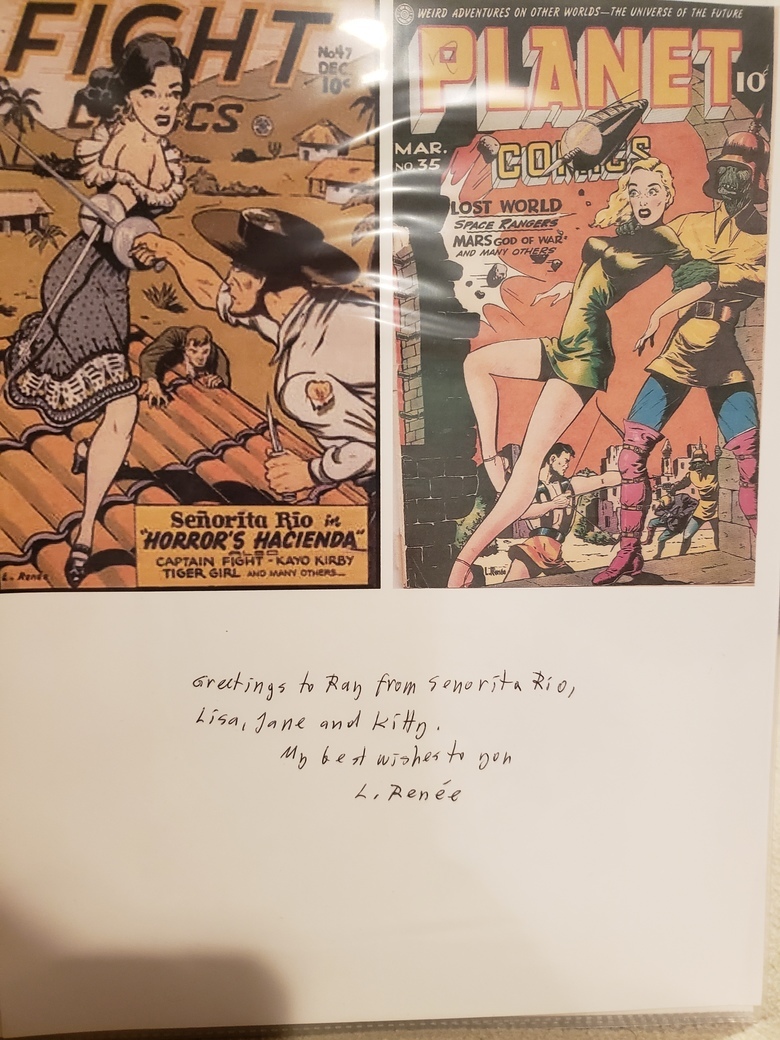 FIGHT
COMICS
No.47
DEC.
10¢
Señorita Rio in
"HORROR'S HACIENDA"
ALSO
CAPTAIN FIGHT - KAYO KIRBY
TIGER GIRL AND MANY OTHERS...
L. Renée
WEIRD ADVENTURES ON OTHER WORLDS—THE UNIVERSE OF THE FUTURE
PLANET
10¢
COMICS
MAR.
NO.35
LOST WORLD
SPACE RANGERS
MARS GOD OF WAR
AND MANY OTHERS
L. Renée
Greetings to Ray from Senorita Rio,
Lisa, Jane and Kitty.
My best wishes to you
L. Renée